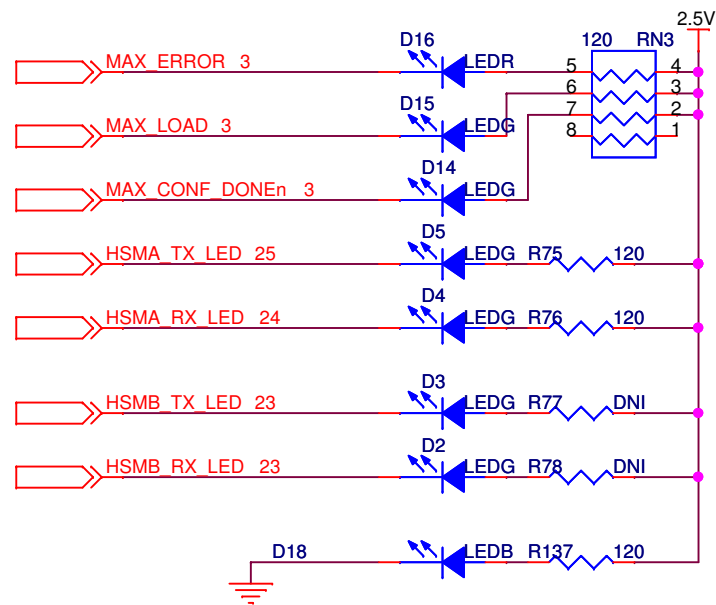 2.5V
D16 120 RN3
MAX_ERROR 3 LEDR 5 4
6 3
D15
MAX_LOAD 3 LEDG 7 2
8 1
D14
MAX_CONF_DONEn 3 LEDG
D5
HSMA_TX_LED 25 LEDG R75 120
D4
HSMA_RX_LED 24 LEDG R76 120
D3
HSMB_TX_LED 23 LEDG R77 DNI
D2
HSMB_RX_LED 23 LEDG R78 DNI
D18 LEDB R137 120